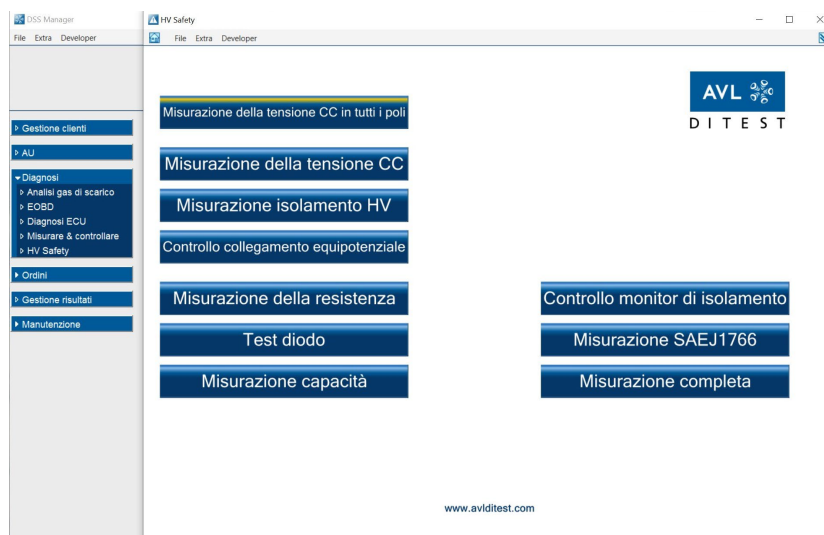 DSS Manager
File Extra Developer
Gestione clienti
AU
Diagnosi
Analisi gas di scarico
EOBD
Diagnosi ECU
Misurare & controllare
HV Safety
Ordini
Gestione risultati
Manutenzione
HV Safety
File Extra Developer
AVL
DITEST
Misurazione della tensione CC in tutti i poli
Misurazione della tensione CC
Misurazione isolamento HV
Controllo collegamento equipotenziale
Misurazione della resistenza
Test diodo
Misurazione capacità
Controllo monitor di isolamento
Misurazione SAEJ1766
Misurazione completa
www.avlditest.com